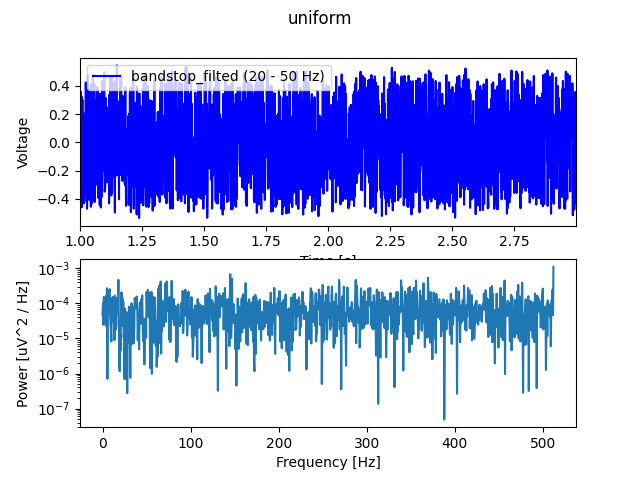 uniform
bandstop_filted (20 - 50 Hz)
Voltage
0.4
0.2
0.0
−0.2
−0.4
1.00 1.25 1.50 1.75 2.00 2.25 2.50 2.75
Time [s]
Power [uV^2 / Hz]
10^−3
10^−4
10^−5
10^−6
10^−7
0 100 200 300 400 500
Frequency [Hz]